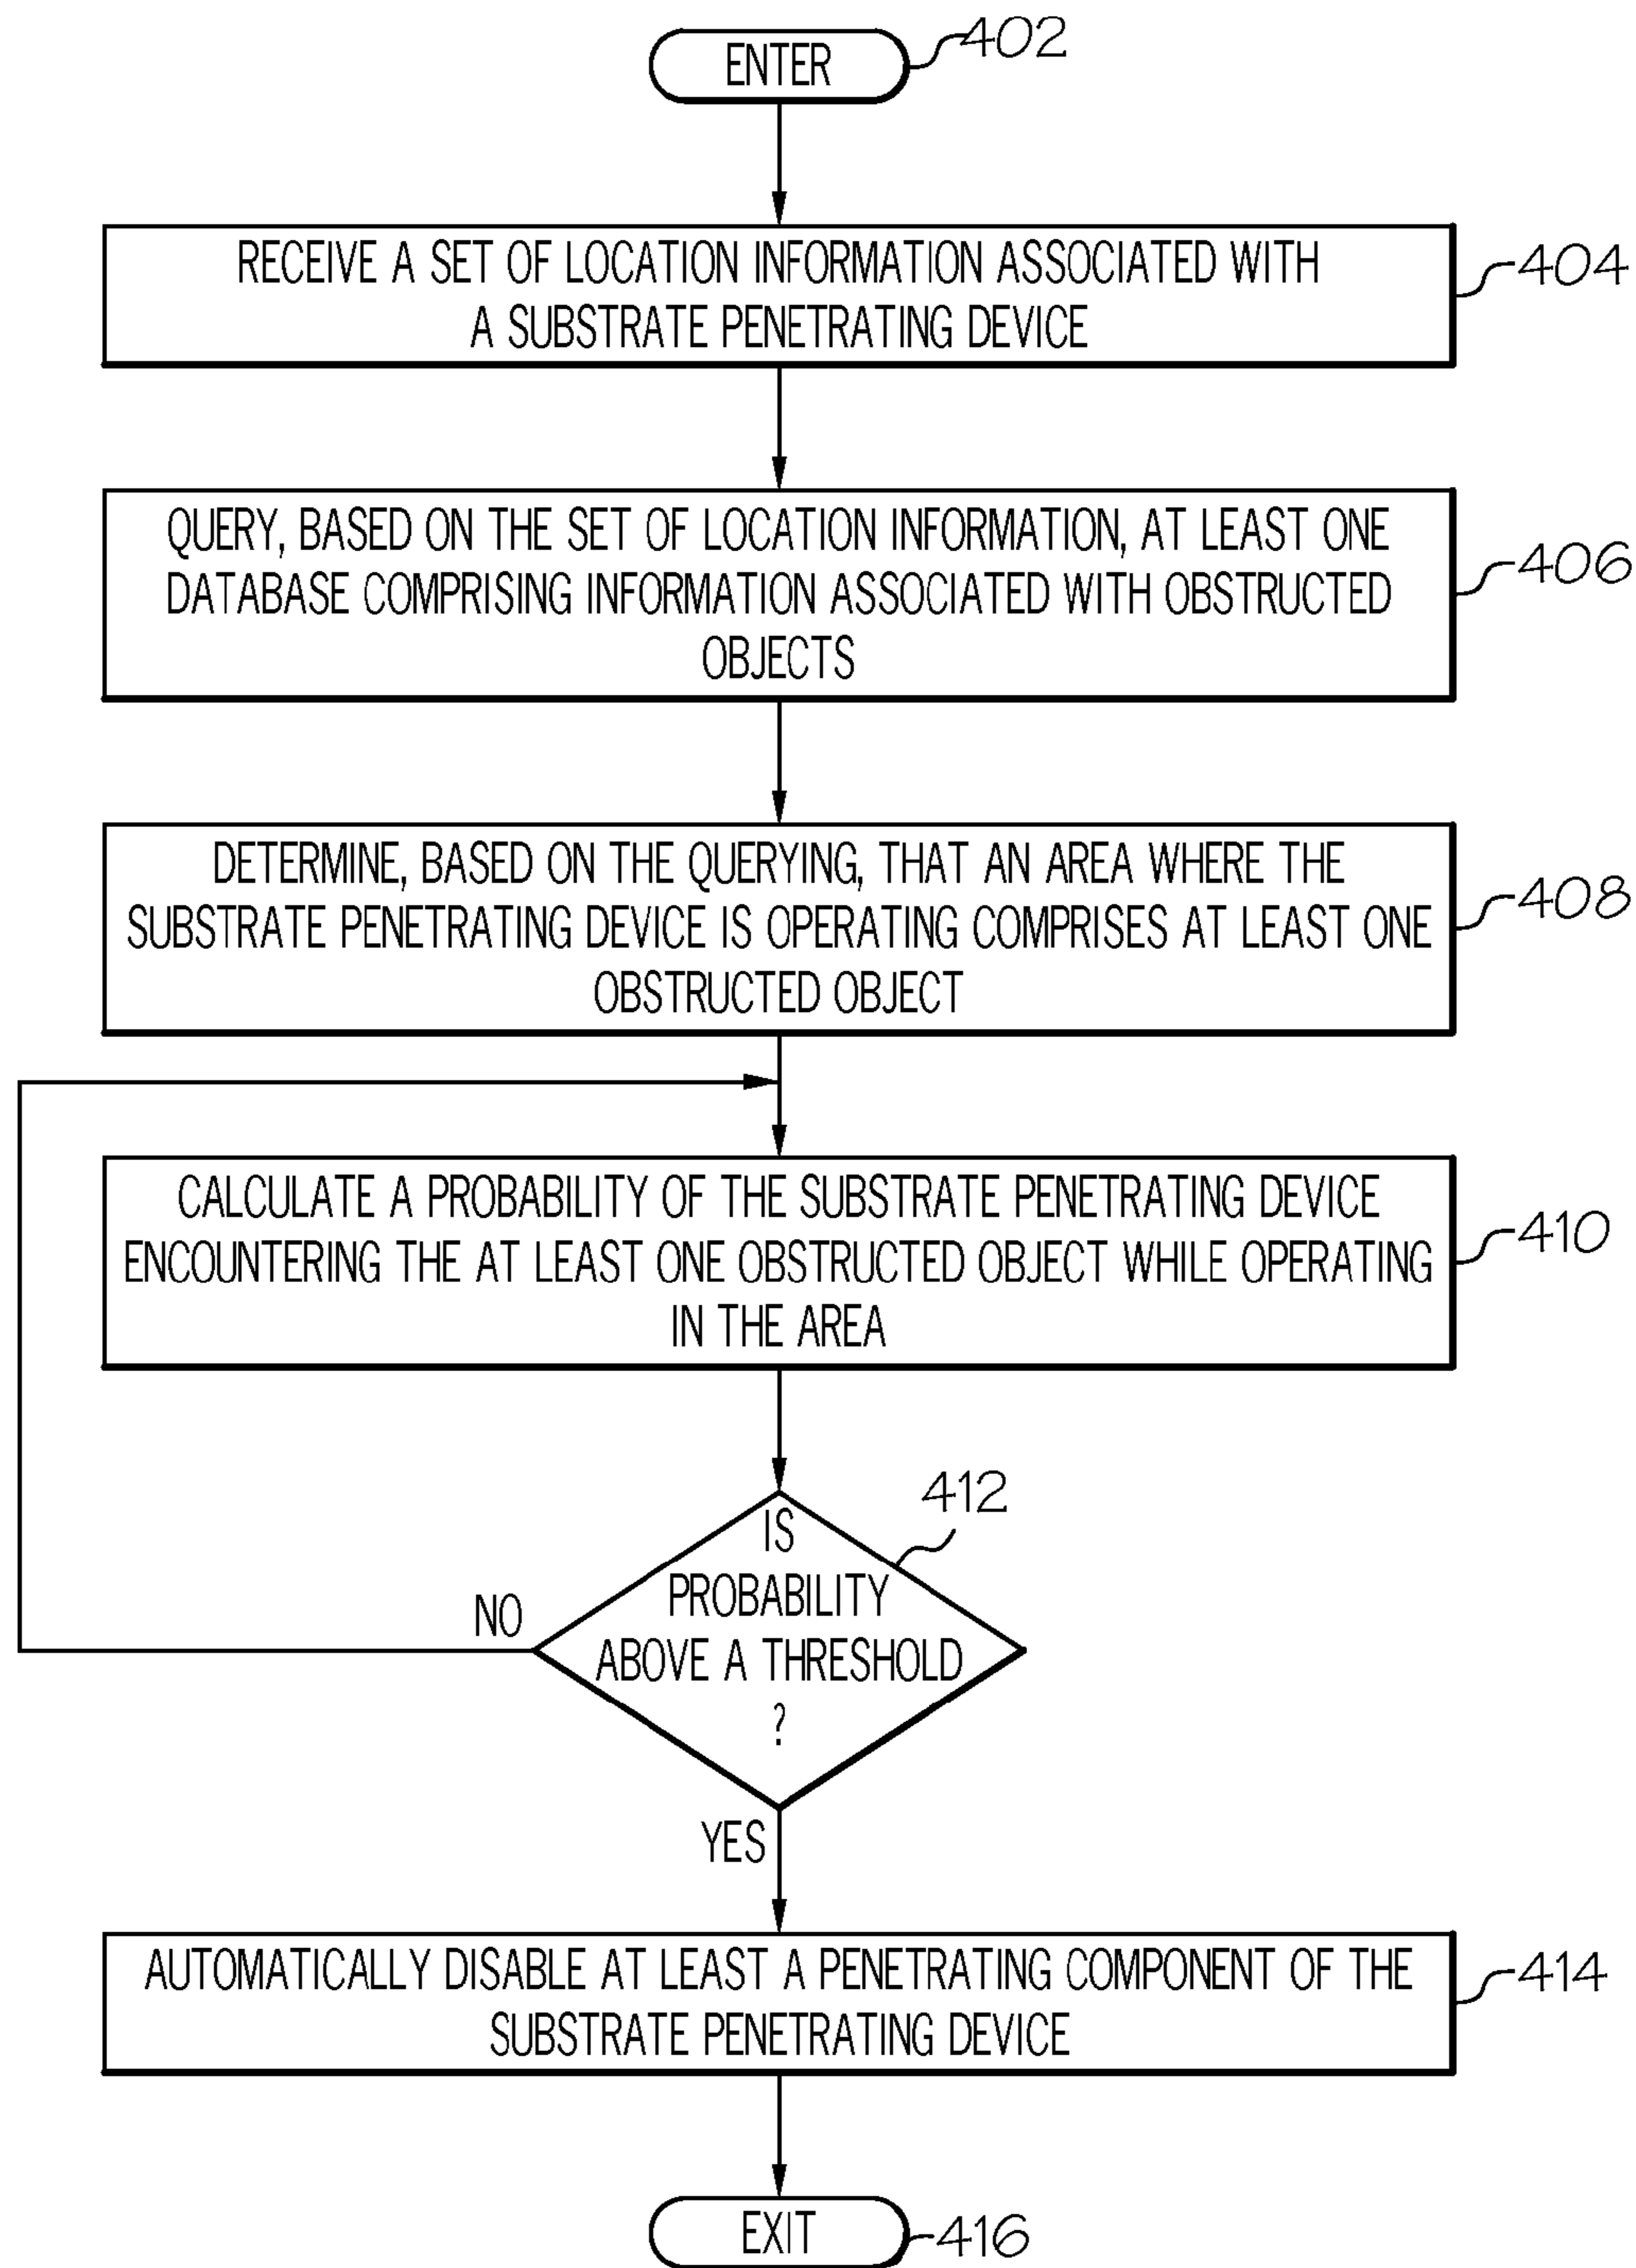 ENTER
402
RECEIVE A SET OF LOCATION INFORMATION ASSOCIATED WITH
A SUBSTRATE PENETRATING DEVICE
404
QUERY, BASED ON THE SET OF LOCATION INFORMATION, AT LEAST ONE
DATABASE COMPRISING INFORMATION ASSOCIATED WITH OBSTRUCTED
OBJECTS
406
DETERMINE, BASED ON THE QUERYING, THAT AN AREA WHERE THE
SUBSTRATE PENETRATING DEVICE IS OPERATING COMPRISES AT LEAST ONE
OBSTRUCTED OBJECT
408
CALCULATE A PROBABILITY OF THE SUBSTRATE PENETRATING DEVICE
ENCOUNTERING THE AT LEAST ONE OBSTRUCTED OBJECT WHILE OPERATING
IN THE AREA
410
IS
PROBABILITY
ABOVE A THRESHOLD
?
412
NO
YES
AUTOMATICALLY DISABLE AT LEAST A PENETRATING COMPONENT OF THE
SUBSTRATE PENETRATING DEVICE
414
EXIT
416